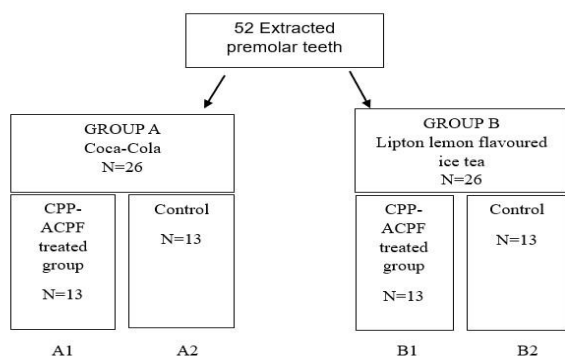 52 Extracted
premolar teeth
GROUP A
Coca-Cola
N=26
GROUP B
Lipton lemon flavoured
ice tea
N=26
CPP-
ACPF
treated
group
N=13
Control
N=13
CPP-
ACPF
treated
group
N=13
Control
N=13
A1
A2
B1
B2